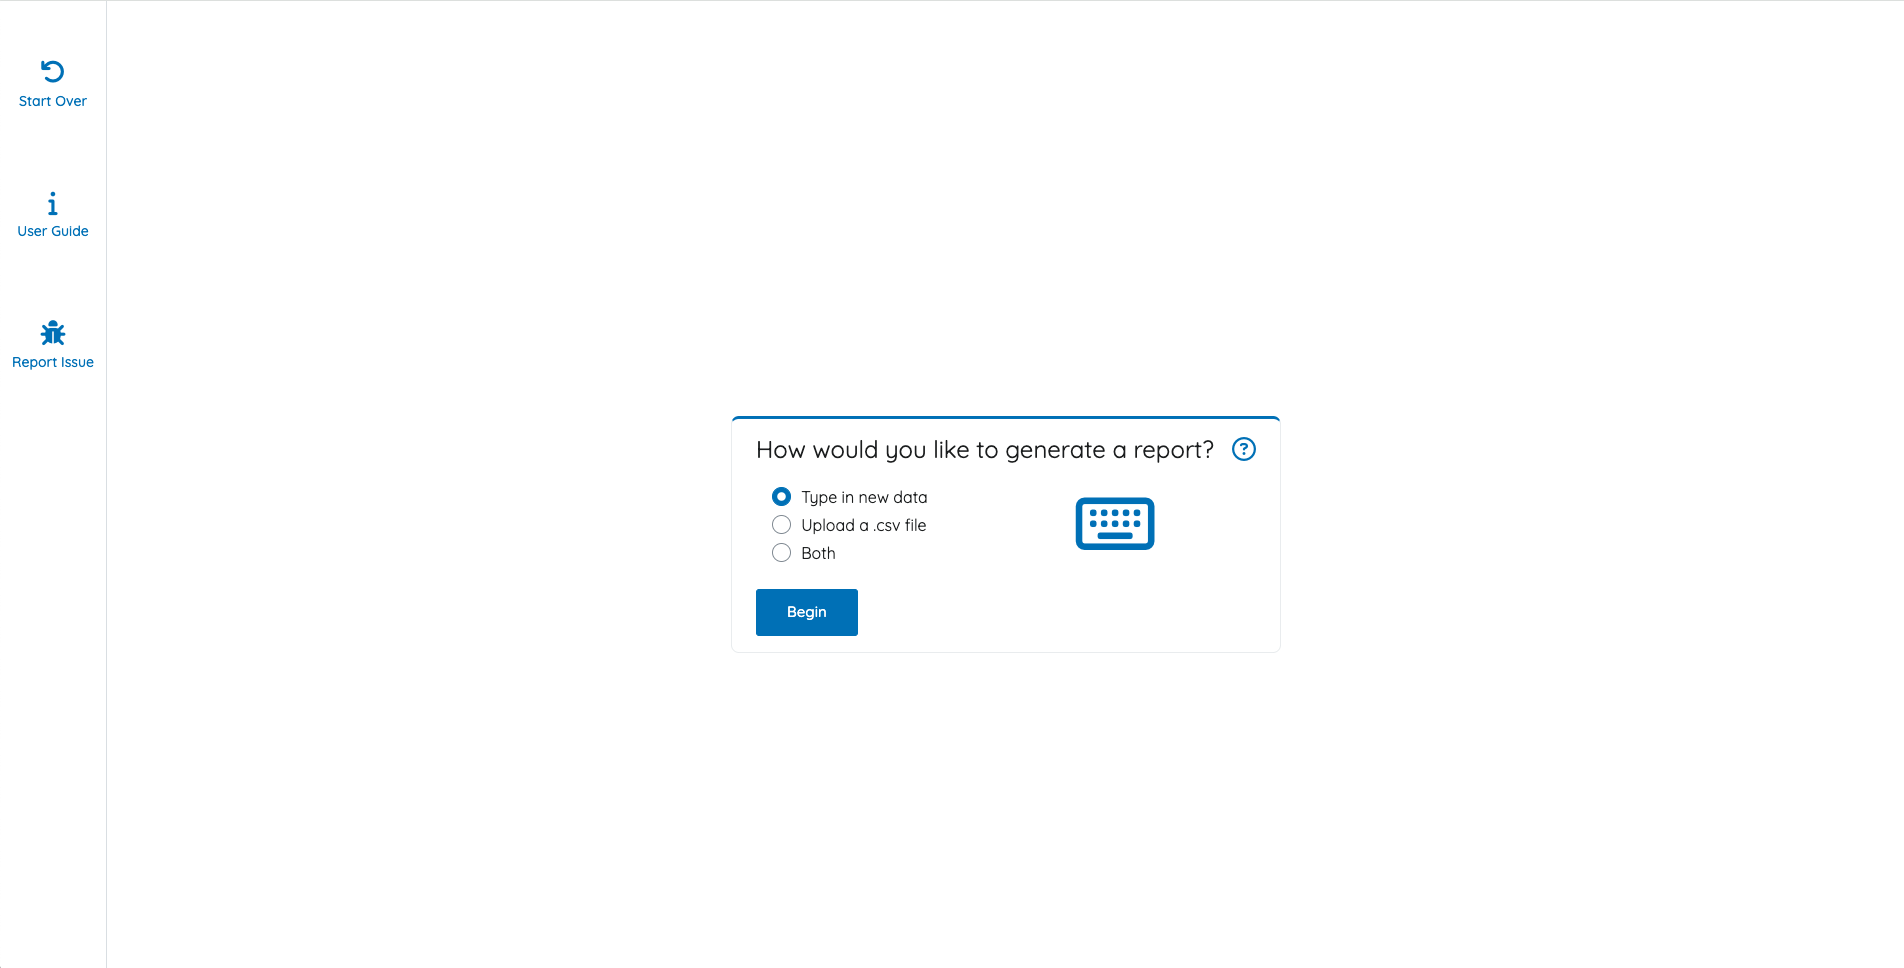 Start Over
User Guide
Report Issue
How would you like to generate a report?
Type in new data
Upload a .csv file
Both
Begin